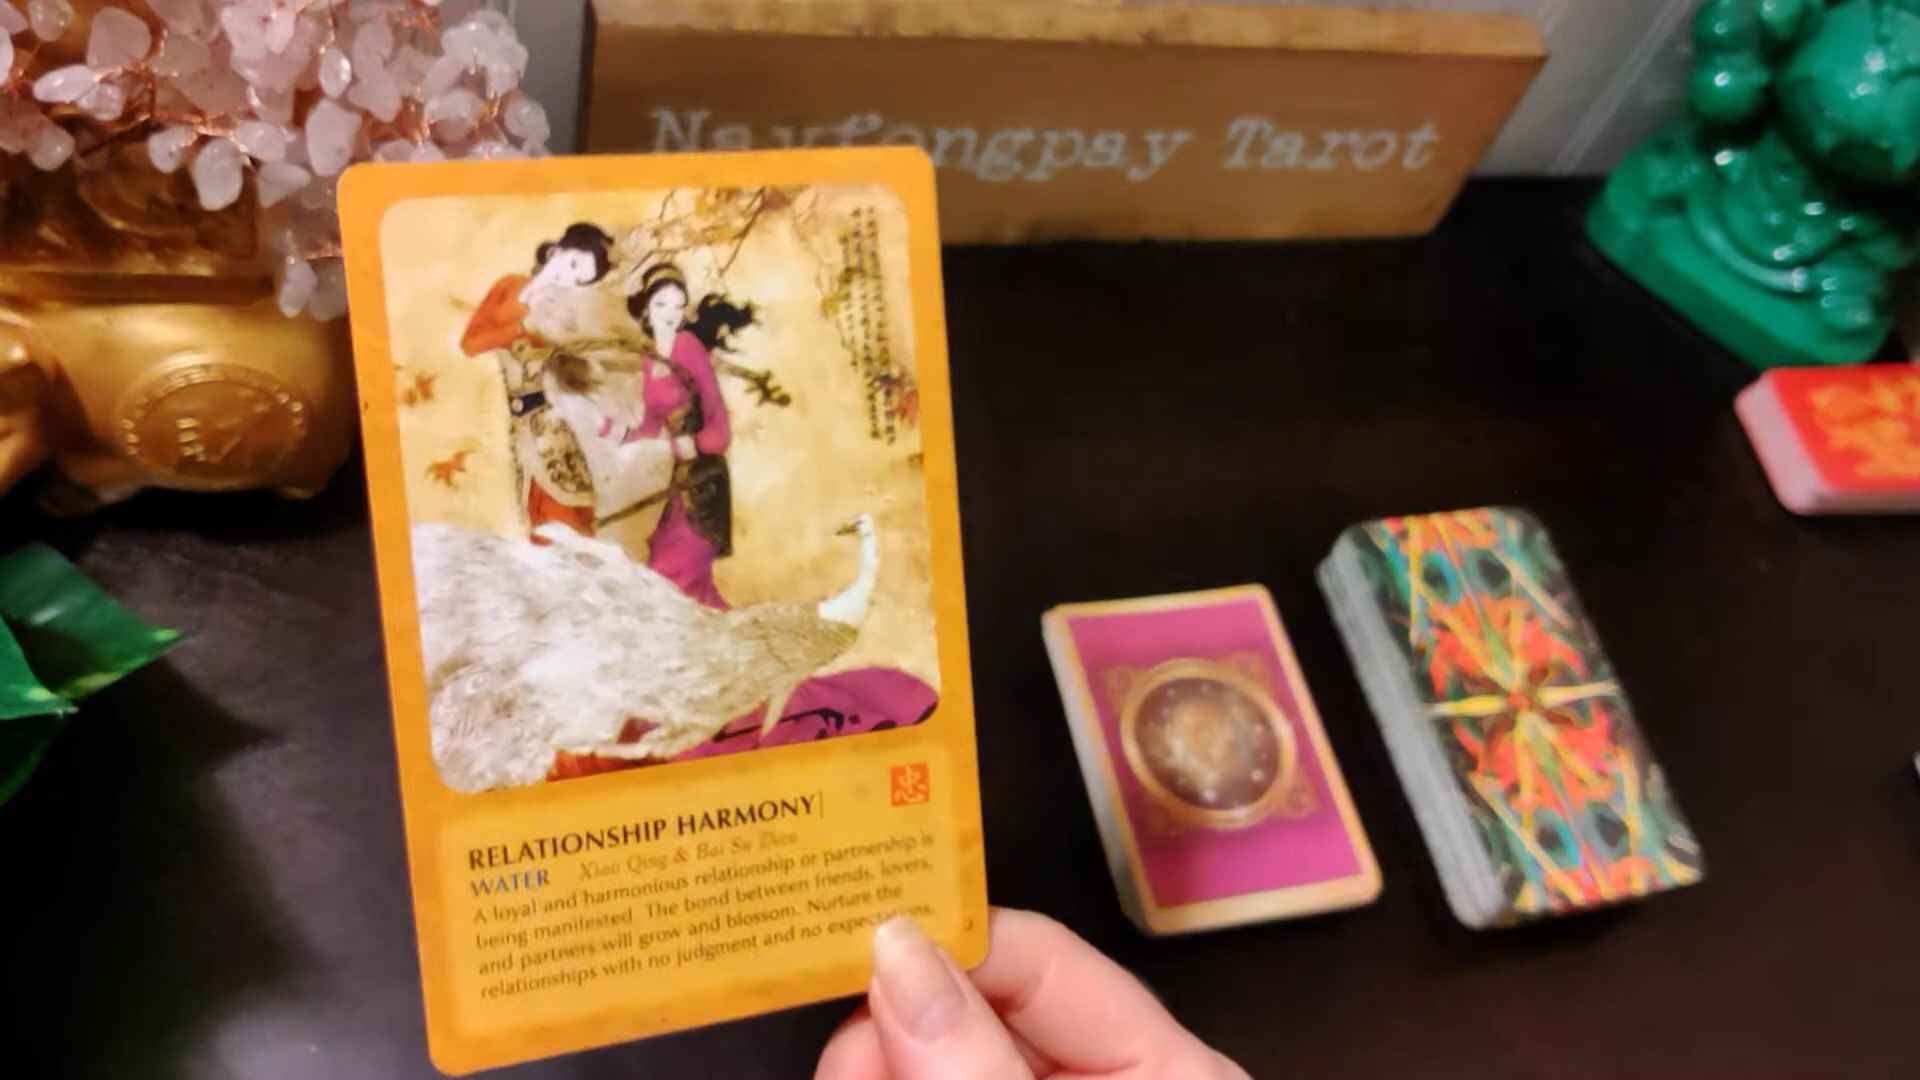 Nayfongpay Tarot
RELATIONSHIP HARMONY
忠
Xiao Qing & Bai Su Zhen
WATER
A loyal and harmonious relationship or partnership is
being manifested. The bond between friends, lovers,
and partners will grow and blossom. Nurture the
relationships with no judgment and no expectations.